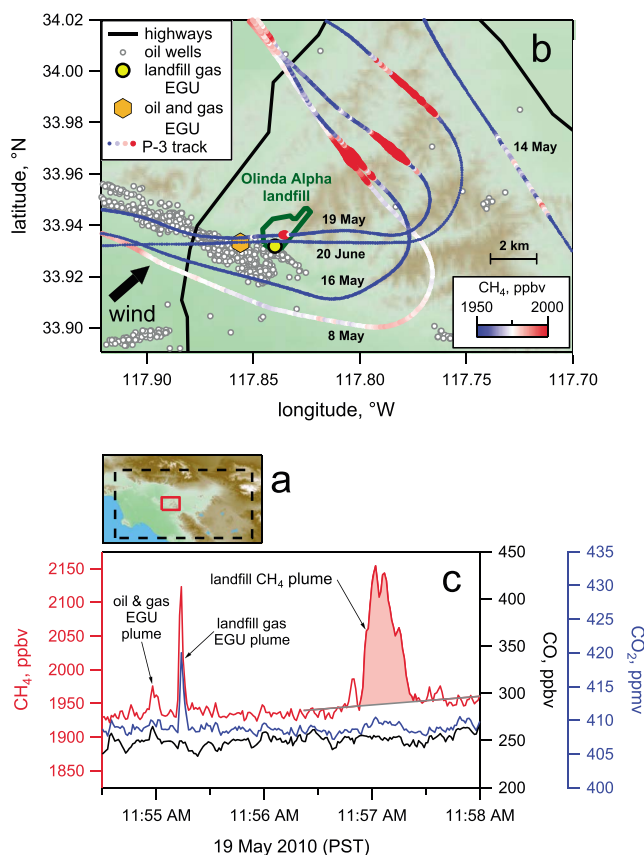 34.02
34.00
33.98
33.96
33.94
33.92
33.90
latitude, °N
highways
oil wells
landfill gas
EGU
oil and gas
EGU
P-3 track
b
14 May
Olinda Alpha
landfill
19 May
20 June
16 May
8 May
wind
2 km
CH₄, ppbv
1950
2000
117.90
117.85
117.80
117.75
117.70
longitude, °W
a
c
2150
2100
2050
2000
1950
1900
1850
CH₄, ppbv
oil & gas
EGU
plume
landfill gas
EGU plume
landfill CH₄ plume
450
400
350
300
250
200
CO, ppbv
435
430
425
420
415
410
405
400
CO₂, ppmv
11:55 AM
11:56 AM
11:57 AM
11:58 AM
19 May 2010 (PST)